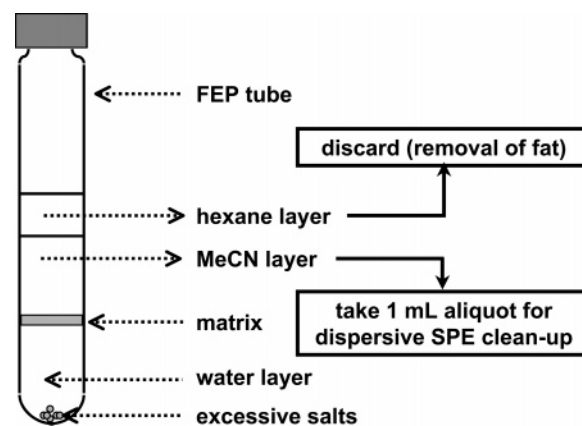 FEP tube
discard (removal of fat)
hexane layer
MeCN layer
take 1 mL aliquot for
dispersive SPE clean-up
matrix
water layer
excessive salts